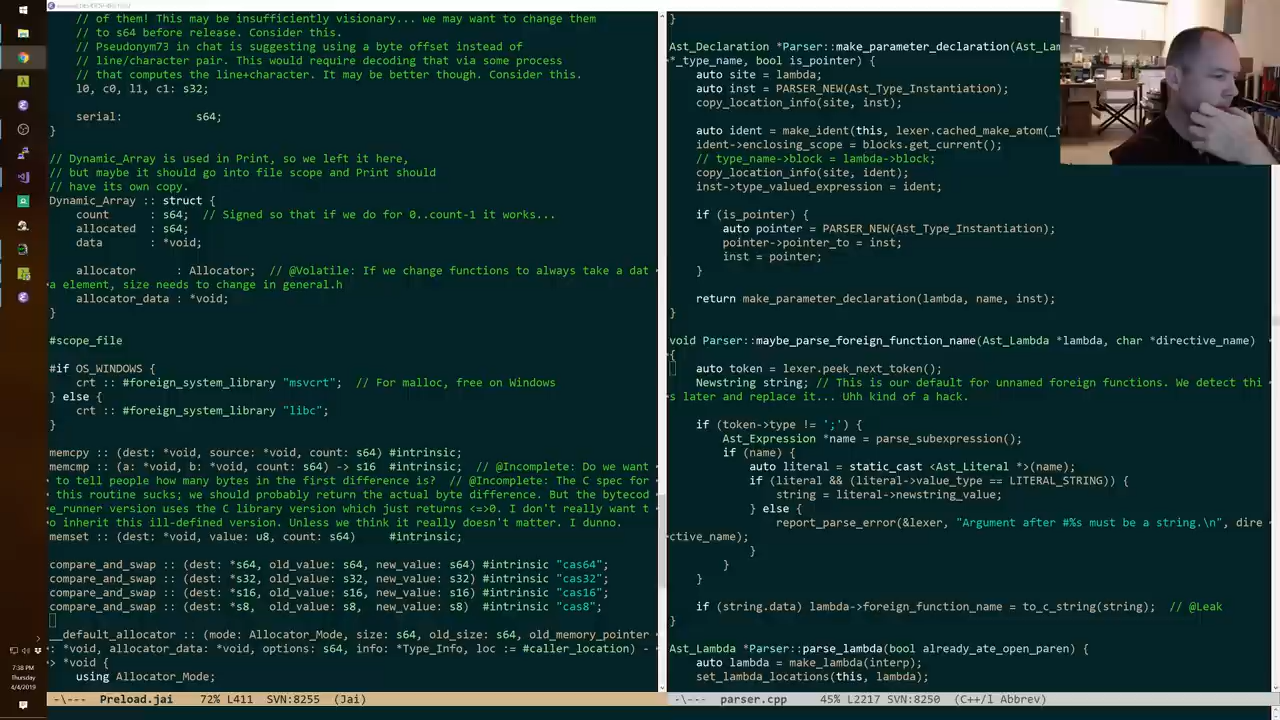 // of them! This may be insufficiently visionary... we may want to change them
// to s64 before release. Consider this.
// Pseudonym73 in chat is suggesting using a byte offset instead of
// line/character pair. This would require decoding that via some process
// that computes the line+character. It may be better though. Consider this.
l0, c0, l1, c1: s32;
serial: s64;
}
// Dynamic_Array is used in Print, so we left it here,
// but maybe it should go into file scope and Print should
// have its own copy.
Dynamic_Array :: struct {
count : s64; // Signed so that if we do for 0..count-1 it works...
allocated : s64;
data : *void;
allocator : Allocator; // @Volatile: If we change functions to always take a dat
a element, size needs to change in general.h
allocator_data : *void;
}
#scope_file
#if OS_WINDOWS {
crt :: #foreign_system_library "msvcrt"; // For malloc, free on Windows
} else {
crt :: #foreign_system_library "libc";
}
memcpy :: (dest: *void, source: *void, count: s64) #intrinsic;
memcmp :: (a: *void, b: *void, count: s64) -> s16 #intrinsic; // @Incomplete: Do we want
to tell people how many bytes in the first difference is? // @Incomplete: The C spec for
this routine sucks; we should probably return the actual byte difference. But the bytecod
e_runner version uses the C library version which just returns <=>0. I don't really want t
o inherit this ill-defined version. Unless we think it really doesn't matter. I dunno.
memset :: (dest: *void, value: u8, count: s64) #intrinsic;
compare_and_swap :: (dest: *s64, old_value: s64, new_value: s64) #intrinsic "cas64";
compare_and_swap :: (dest: *s32, old_value: s32, new_value: s32) #intrinsic "cas32";
compare_and_swap :: (dest: *s16, old_value: s16, new_value: s16) #intrinsic "cas16";
compare_and_swap :: (dest: *s8, old_value: s8, new_value: s8) #intrinsic "cas8";
__default_allocator :: (mode: Allocator_Mode, size: s64, old_size: s64, old_memory_pointer
: *void, allocator_data: *void, options: s64, info: *Type_Info, loc := #caller_location) -
> *void {
using Allocator_Mode;
-\--- Preload.jai 72% L411 SVN:8255 (Jai)
}
Ast_Declaration *Parser::make_parameter_declaration(Ast_Lam
*_type_name, bool is_pointer) {
auto site = lambda;
auto inst = PARSER_NEW(Ast_Type_Instantiation);
copy_location_info(site, inst);
auto ident = make_ident(this, lexer.cached_make_atom(_t
ident->enclosing_scope = blocks.get_current();
// type_name->block = lambda->block;
copy_location_info(site, ident);
inst->type_valued_expression = ident;
if (is_pointer) {
auto pointer = PARSER_NEW(Ast_Type_Instantiation);
pointer->pointer_to = inst;
inst = pointer;
}
return make_parameter_declaration(lambda, name, inst);
}
void Parser::maybe_parse_foreign_function_name(Ast_Lambda *lambda, char *directive_name)
{
auto token = lexer.peek_next_token();
Newstring string; // This is our default for unnamed foreign functions. We detect thi
s later and replace it... Uhh kind of a hack.
if (token->type != ';') {
Ast_Expression *name = parse_subexpression();
if (name) {
auto literal = static_cast <Ast_Literal *>(name);
if (literal && (literal->value_type == LITERAL_STRING)) {
string = literal->newstring_value;
} else {
report_parse_error(&lexer, "Argument after #%s must be a string.\n", dire
ctive_name);
}
}
}
if (string.data) lambda->foreign_function_name = to_c_string(string); // @Leak
}
Ast_Lambda *Parser::parse_lambda(bool already_ate_open_paren) {
auto lambda = make_lambda(interp);
set_lambda_locations(this, lambda);
-\--- parser.cpp 45% L2217 SVN:8250 (C++/l Abbrev)
7:38 PM
Thursday
4/4/2019